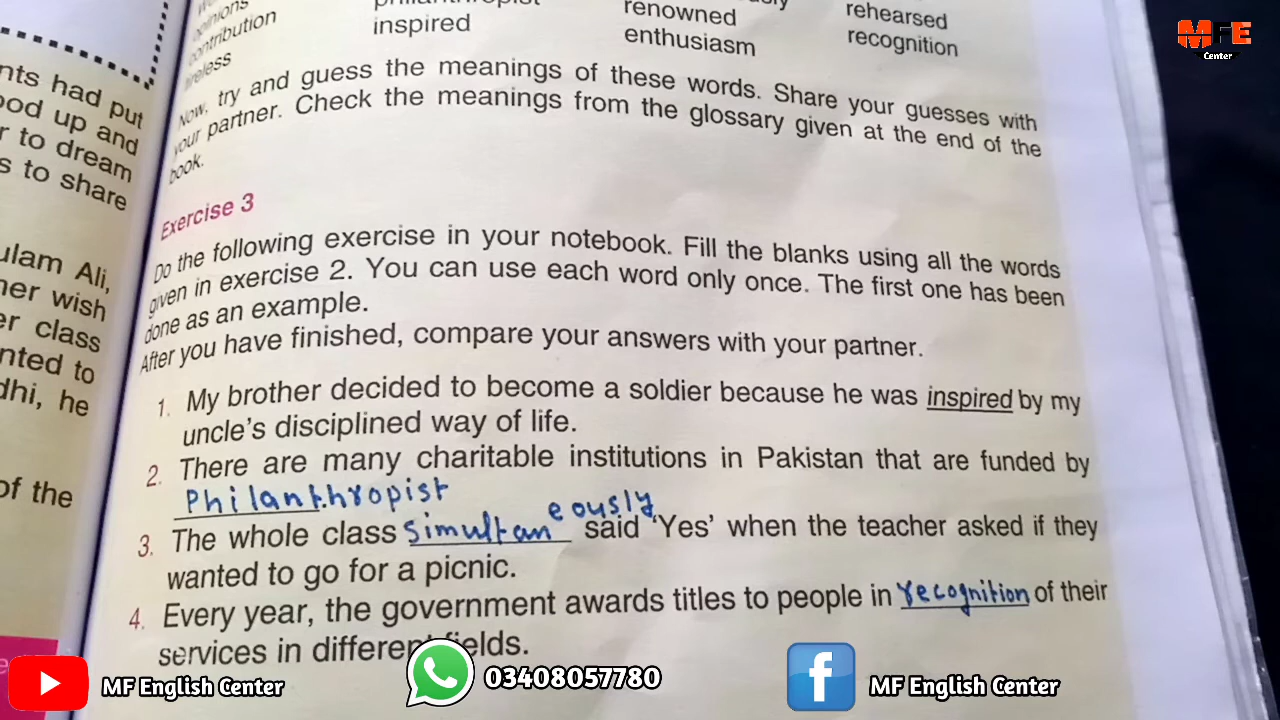 renowned
rehearsed
contribution
inspired
enthusiasm
recognition
Now, try and guess the meanings of these words. Share your guesses with
your partner. Check the meanings from the glossary given at the end of the
book.
Exercise 3
Do the following exercise in your notebook. Fill the blanks using all the words
given in exercise 2. You can use each word only once. The first one has been
done as an example.
After you have finished, compare your answers with your partner.
1. My brother decided to become a soldier because he was inspired by my
uncle's disciplined way of life.
2. There are many charitable institutions in Pakistan that are funded by
Philanthropist
3. The whole class simultaneously said 'Yes' when the teacher asked if they
wanted to go for a picnic.
4. Every year, the government awards titles to people in recognition of their
services in different fields.
had put
up and
to dream
to share
Ali,
wish
class
to
he
of the
MFE
Center
MF English Center
03408057780
MF English Center